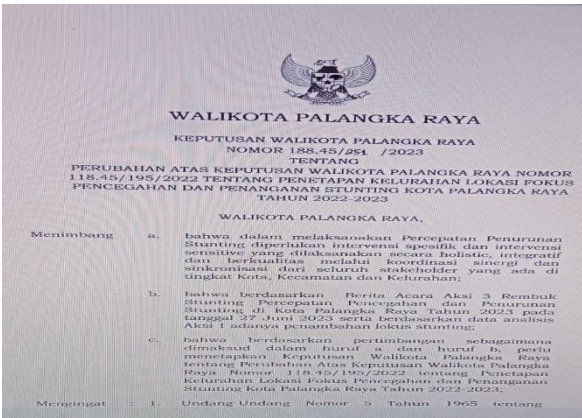 WALIKOTA PALANGKA RAYA
KEPUTUSAN WALIKOTA PALANGKA RAYA
NOMOR 188.45/251 /2023
TENTANG
PERUBAHAN ATAS KEPUTUSAN WALIKOTA PALANGKA RAYA NOMOR
118.45/195/2022 TENTANG PENETAPAN KELURAHAN LOKASI FOKUS
PENCEGAHAN DAN PENANGANAN STUNTING KOTA PALANGKA RAYA
TAHUN 2022-2023
WALIKOTA PALANGKA RAYA,
Menimbang a. bahwa dalam melaksanakan Percepatan Penurunan
Stunting diperlukan intervensi spesifik dan intervensi
sensitive yang dilaksanakan secara holistic, integratif
dan berkualitas melalui koordinasi sinergi dan
sinkronisasi dari seluruh stakeholder yang ada di
tingkat Kota, Kecamatan dan Kelurahan;
b. bahwa berdasarkan Berita Acara Aksi 3 Rembuk
Stunting Percepatan Pencegahan dan Penurunan
Stunting di Kota Palangka Raya Tahun 2023 pada
tanggal 27 Juni 2023 serta berdasarkan data analisis
Aksi 1 adanya penambahan lokus stunting;
c. bahwa berdasarkan pertimbangan sebagaimana
dimaksud dalam huruf a dan huruf b, perlu
menetapkan Keputusan Walikota Palangka Raya
tentang Perubahan Atas Keputusan Walikota Palangka
Raya Nomor 118.45/195/2022 tentang Penetapan
Kelurahan Lokasi Fokus Pencegahan dan Penanganan
Stunting Kota Palangka Raya Tahun 2022-2023;
Mengingat : 1 Undang-Undang Nomor 5 Tahun 1965 tentang